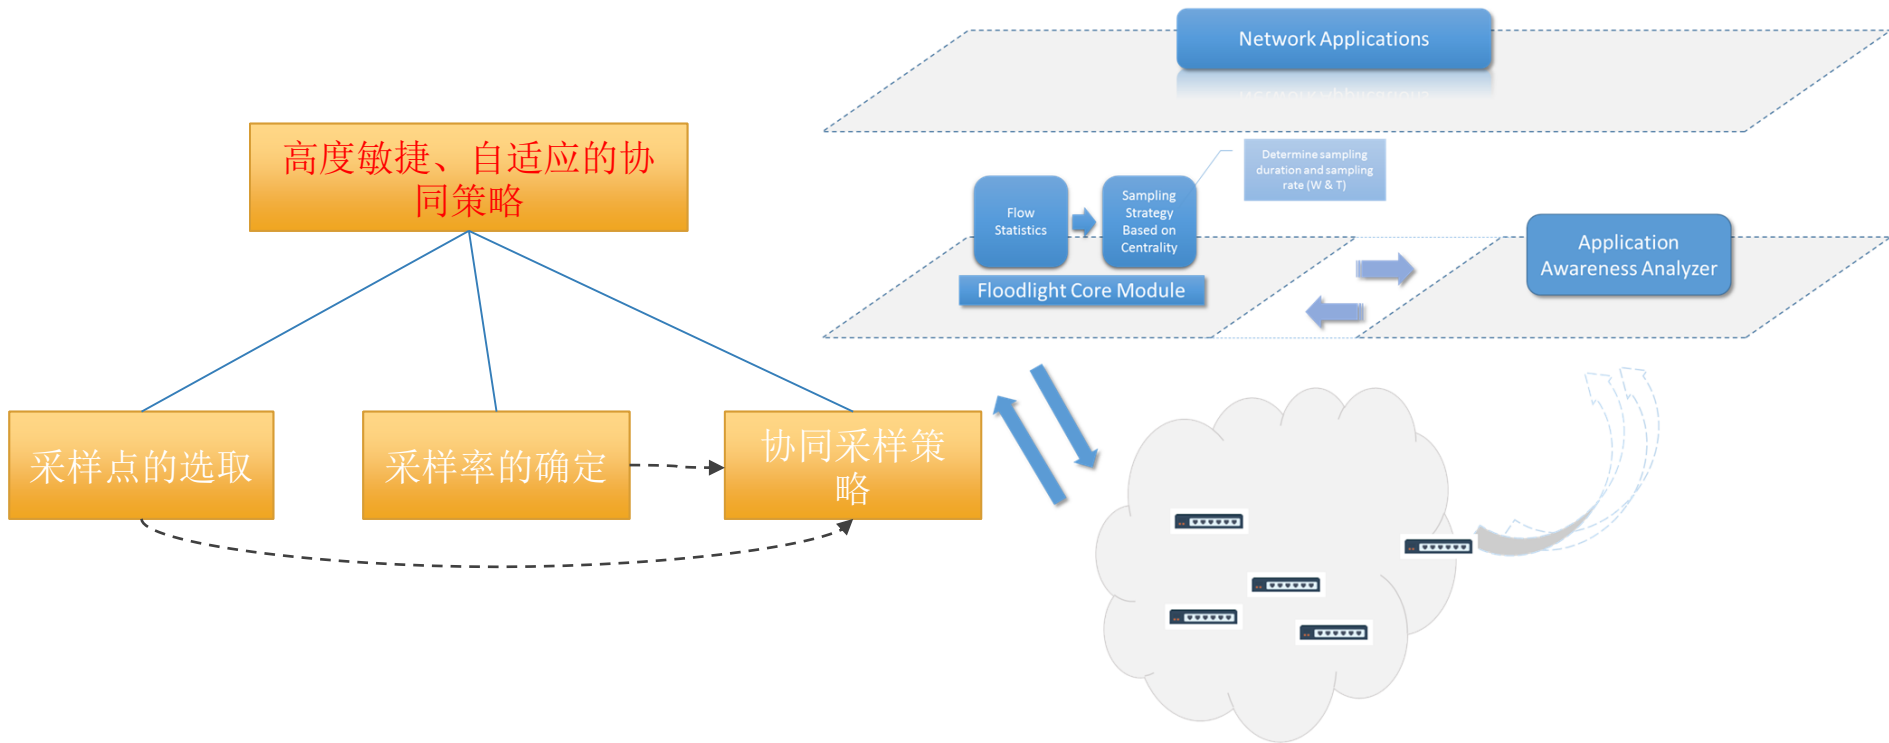 高度敏捷、自适应的协
同策略
采样点的选取
采样率的确定
协同采样策
略
Network Applications
Determine sampling
duration and sampling
rate (W & T)
Flow
Statistics
Sampling
Strategy
Based on
Centrality
Floodlight Core Module
Application
Awareness Analyzer